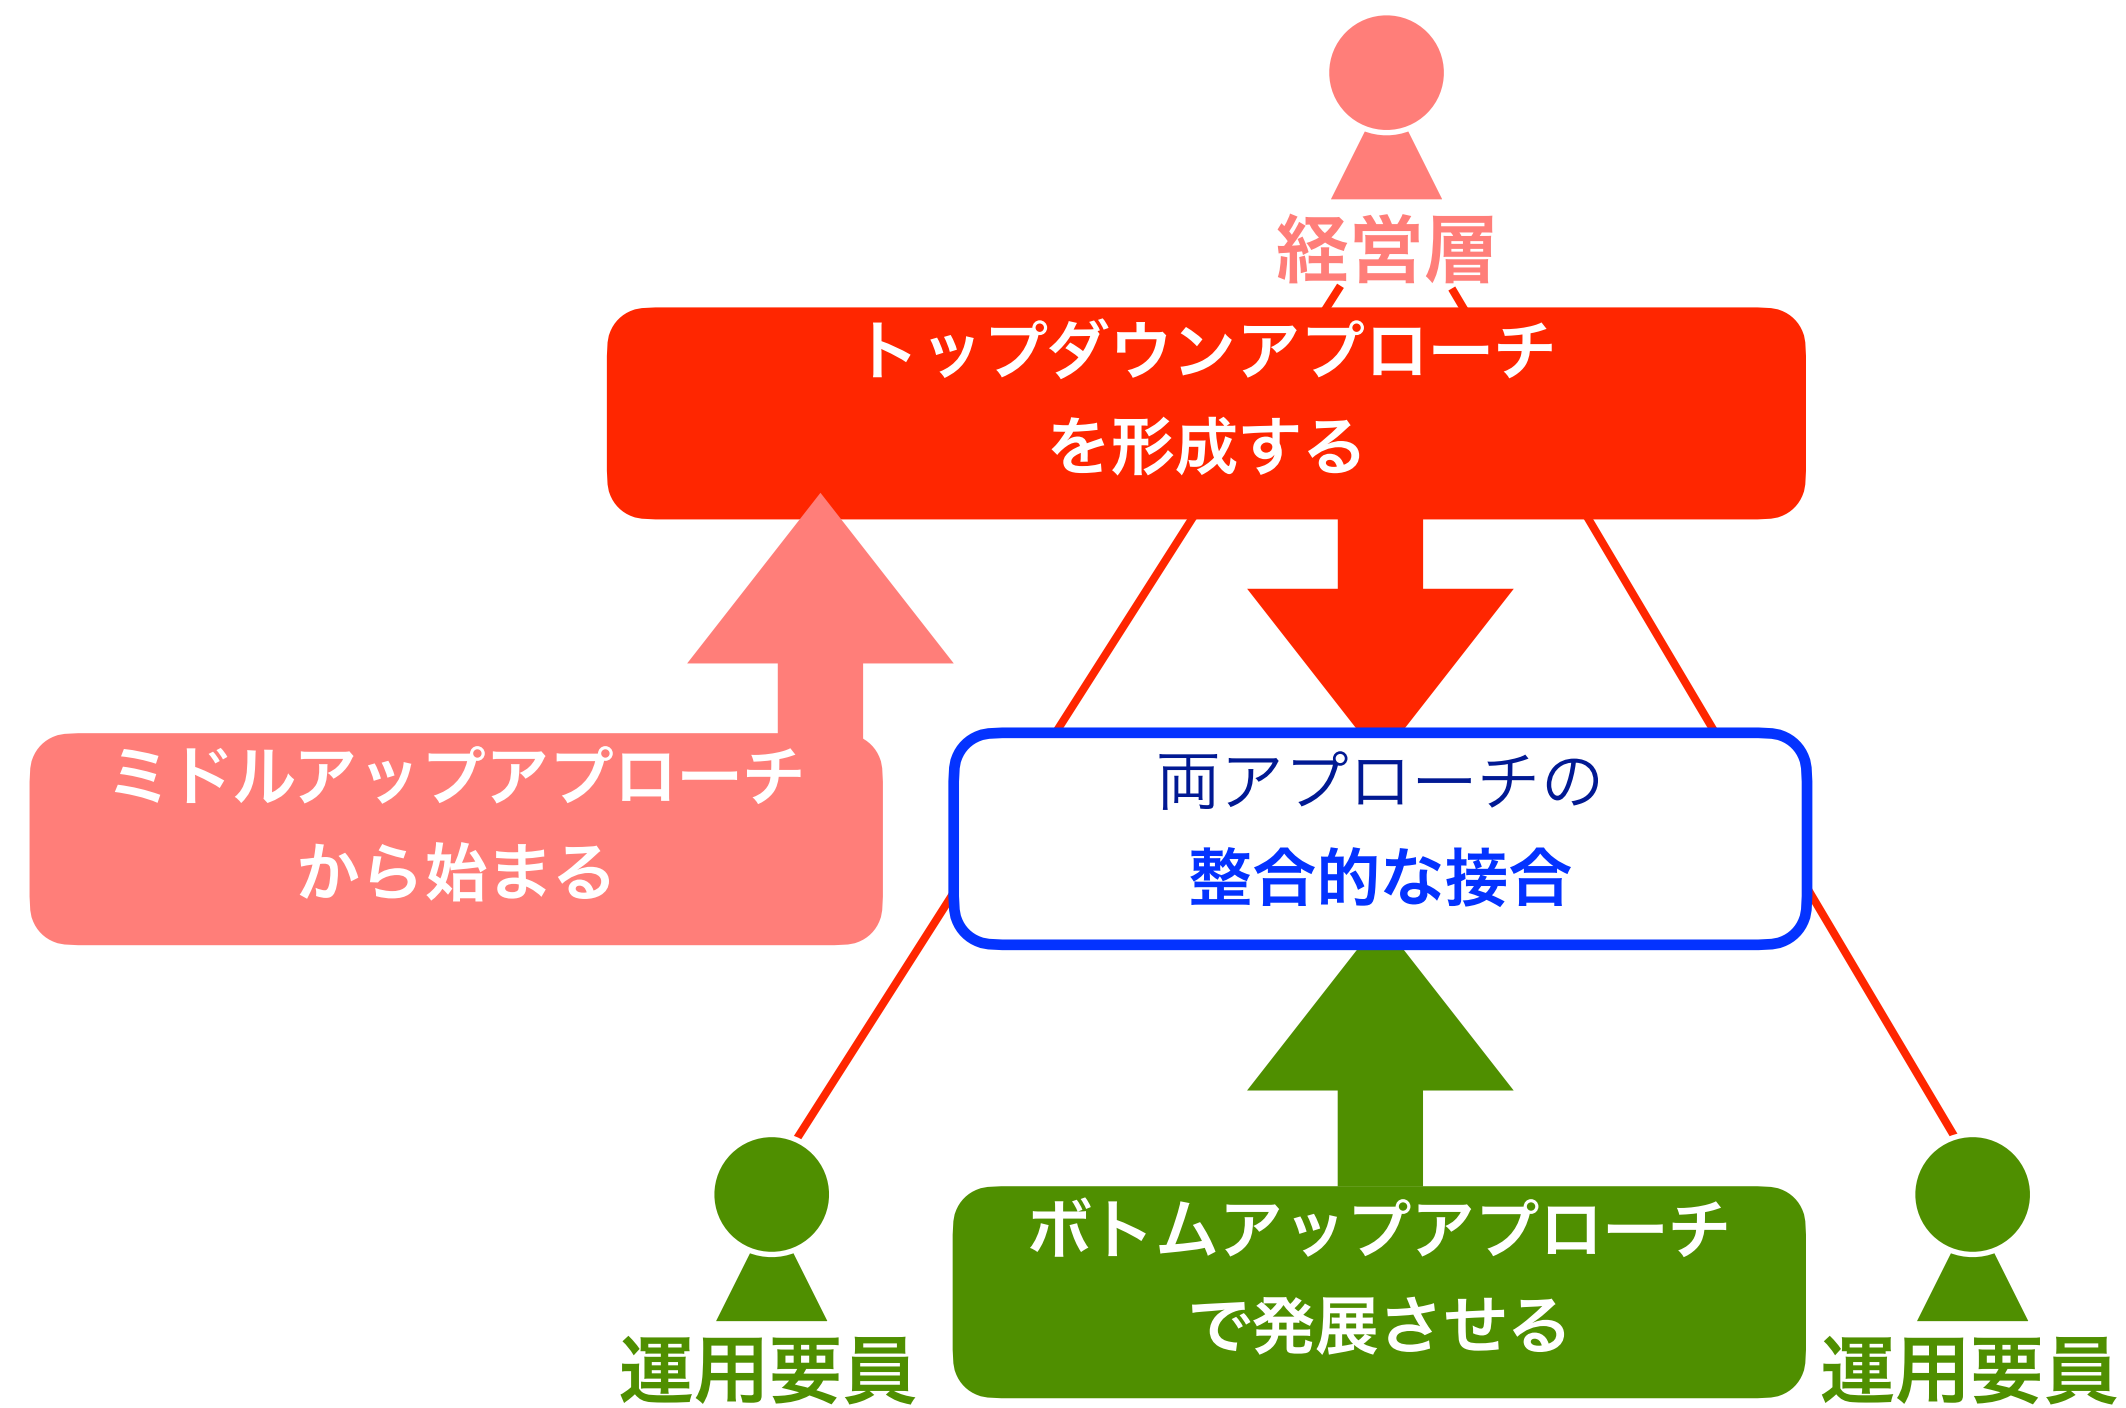 経営層
トップダウンアプローチ
を形成する
ミドルアップアプローチ
から始まる
両アプローチの
整合的な接合
ボトムアップアプローチ
で発展させる
運用要員
運用要員